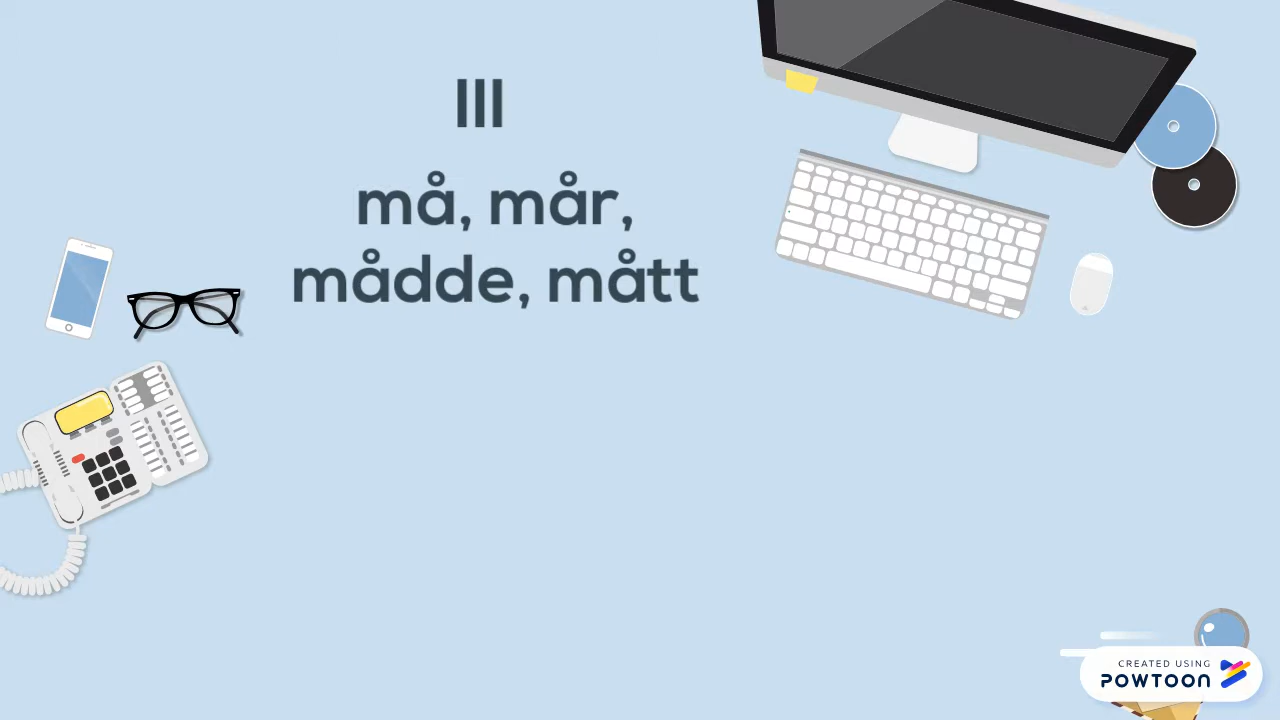 III
må, mår,
mådde, mått
CREATED USING
POWTOON